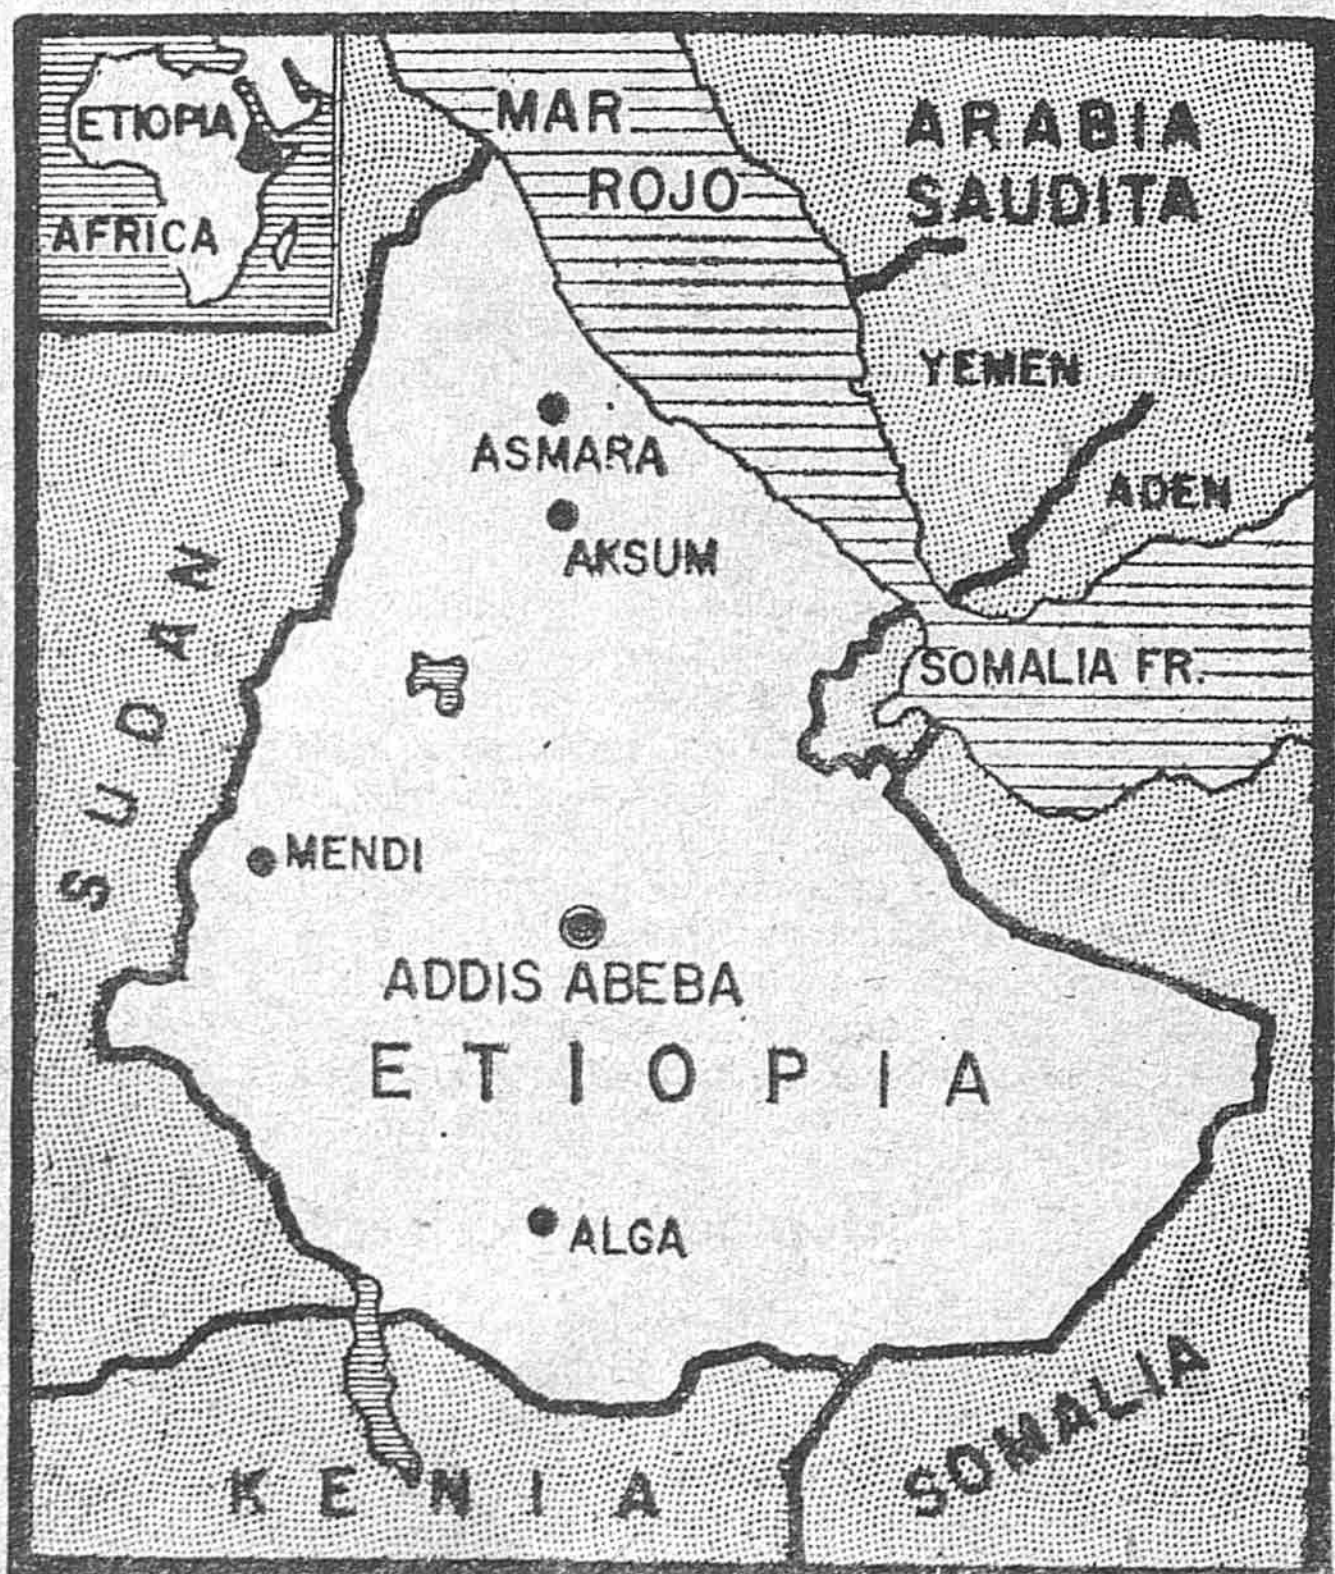 ETIOPIA
AFRICA
MAR
ROJO
ARABIA
SAUDITA
YEMEN
ADEN
ASMARA
AKSUM
SUDAN
SOMALIA FR.
MENDI
ADDIS ABEBA
ETIOPIA
ALGA
SOMALIA
KENIA